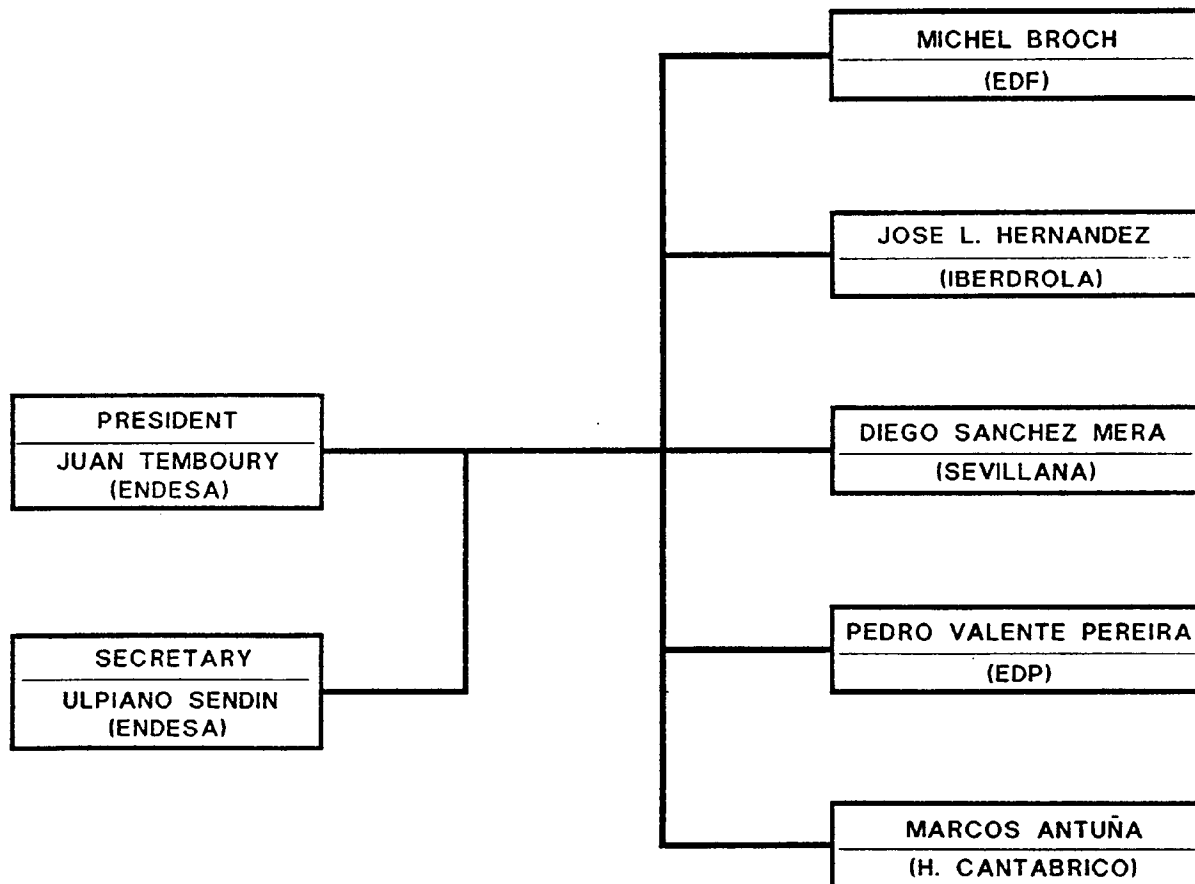 MICHEL BROCH
(EDF)
JOSE L. HERNANDEZ
(IBERDROLA)
PRESIDENT
JUAN TEMBOURY
(ENDESA)
DIEGO SANCHEZ MERA
(SEVILLANA)
SECRETARY
ULPIANO SENDIN
(ENDESA)
PEDRO VALENTE PEREIRA
(EDP)
MARCOS ANTUÑA
(H. CANTABRICO)